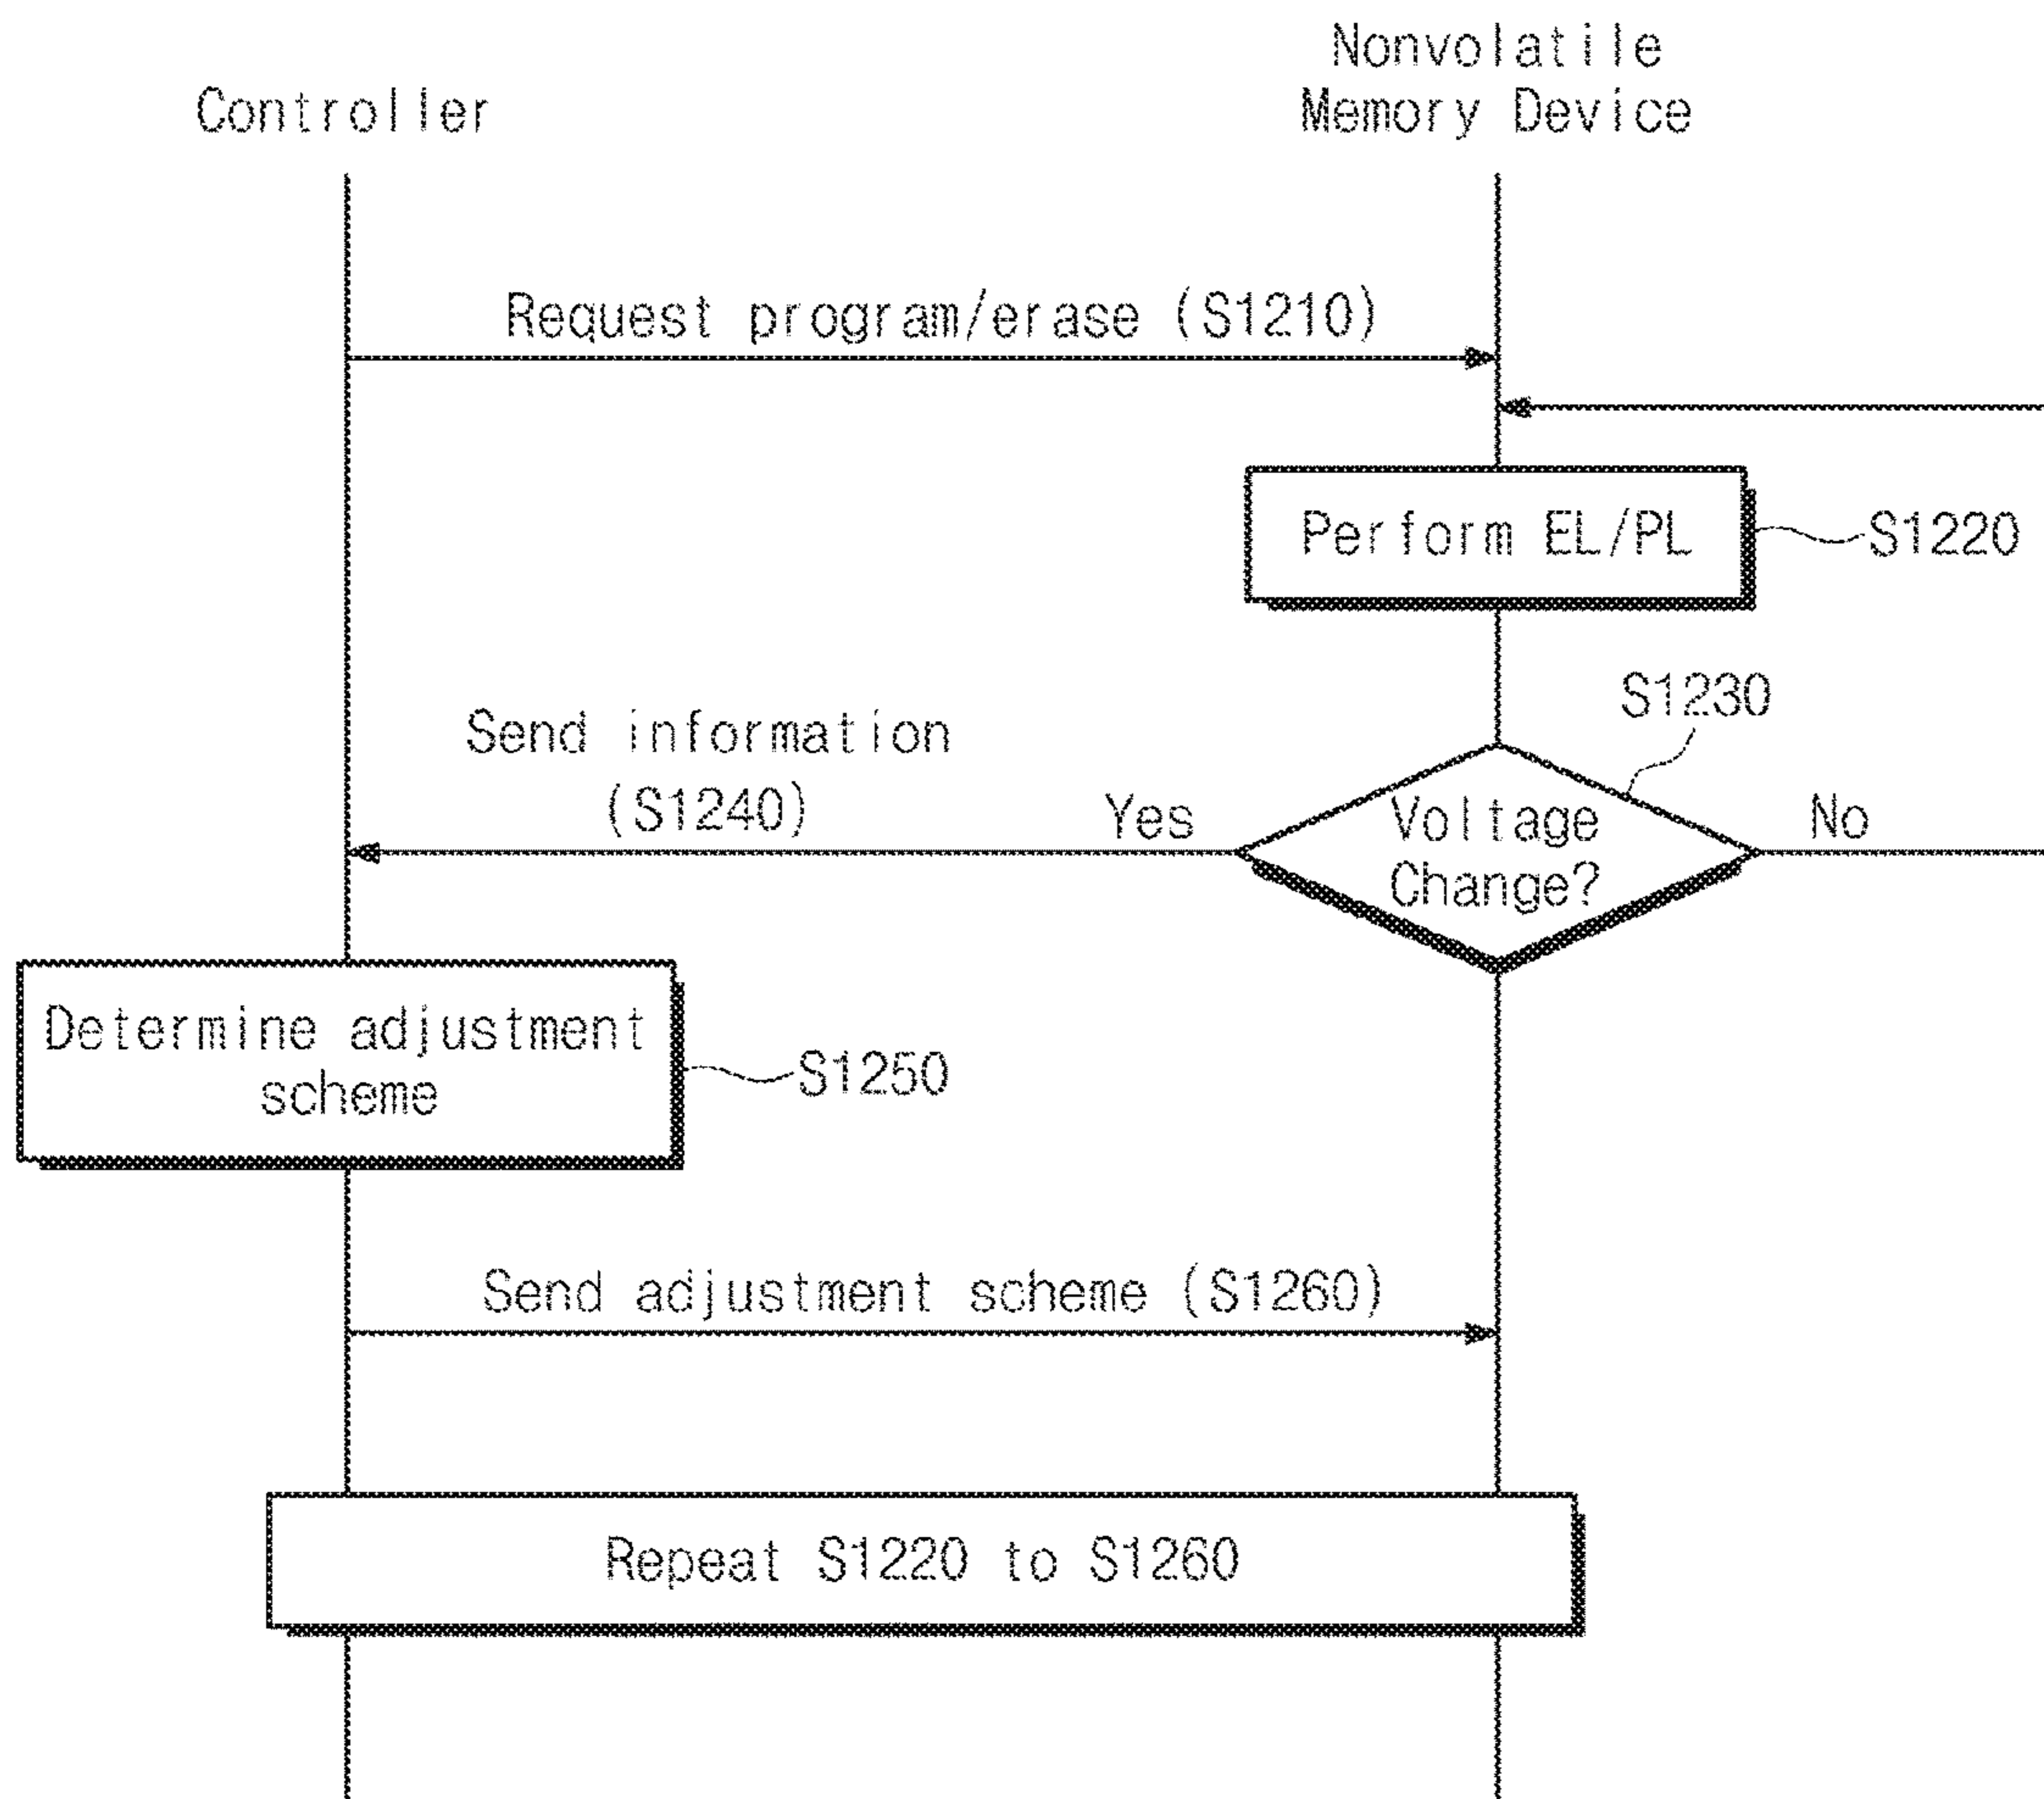 Controller
Nonvolatile
Memory Device
Request program/erase (S1210)
Perform EL/PL
S1220
S1230
Send information
(S1240)
Yes
Voltage
Change?
No
Determine adjustment
scheme
S1250
Send adjustment scheme (S1260)
Repeat S1220 to S1260